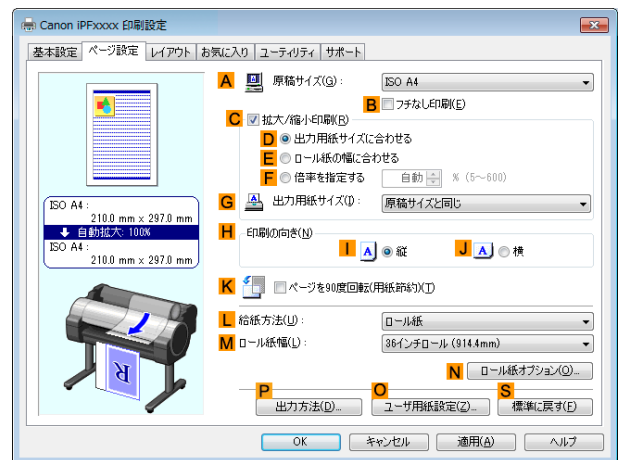 Canon iPFxxxx 印刷設定
基本設定 ページ設定 レイアウト お気に入り ユーティリティ サポート
A 原稿サイズ(G): ISO A4
B フチなし印刷(E)
C 拡大/縮小印刷(R)
D 出力用紙サイズに合わせる
E ロール紙の幅に合わせる
F 倍率を指定する 自動 % (5～600)
G 出力用紙サイズ(I): 原稿サイズと同じ
ISO A4:
210.0 mm x 297.0 mm
自動拡大: 100%
ISO A4:
210.0 mm x 297.0 mm
H 印刷の向き(N)
I A 縦 J A 横
K ページを90度回転(用紙節約)(T)
L 給紙方法(U): ロール紙
M ロール紙幅(L): 36インチロール (914.4mm)
R
N ロール紙オプション(O)...
P O S
出力方法(D)... ユーザ用紙設定(Z)... 標準に戻す(F)
OK キャンセル 適用(A) ヘルプ